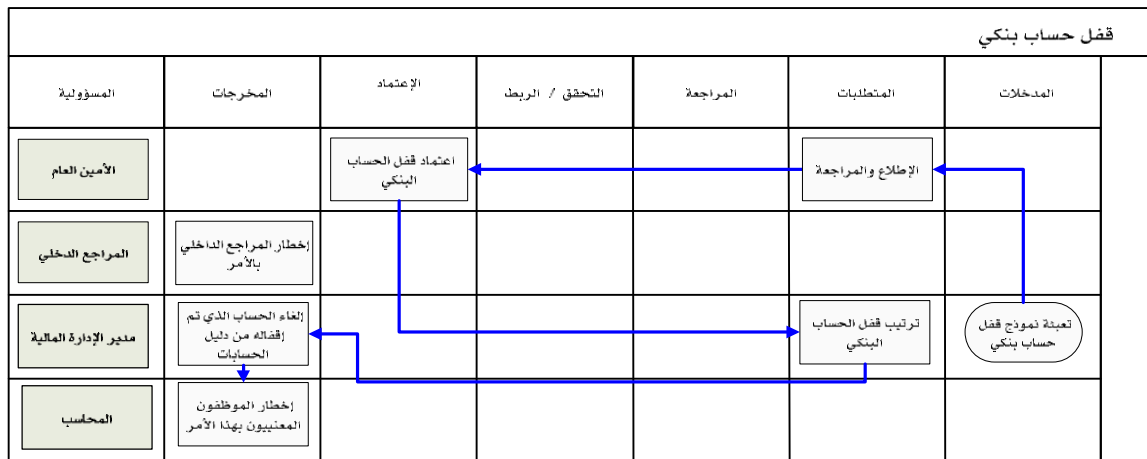 قفل حساب بنكي
المدخلات
المتطلبات
المراجعة
التحقق / الربط
الإعتماد
المخرجات
المسؤولية
الإطلاع والمراجعة
اعتماد قفل الحساب
البنكي
الأمين العام
إخطار المراجع الداخلي
بالأمر
المراجع الدخلي
تعبئة نموذج قفل
حساب بنكي
ترتيب قفل الحساب
البنكي
إلغاء الحساب الذي تم
إقفاله من دليل
الحسابات
مدير الإدارة المالية
إخطار الموظفون
المعنييون بهذا الأمر
المحاسب